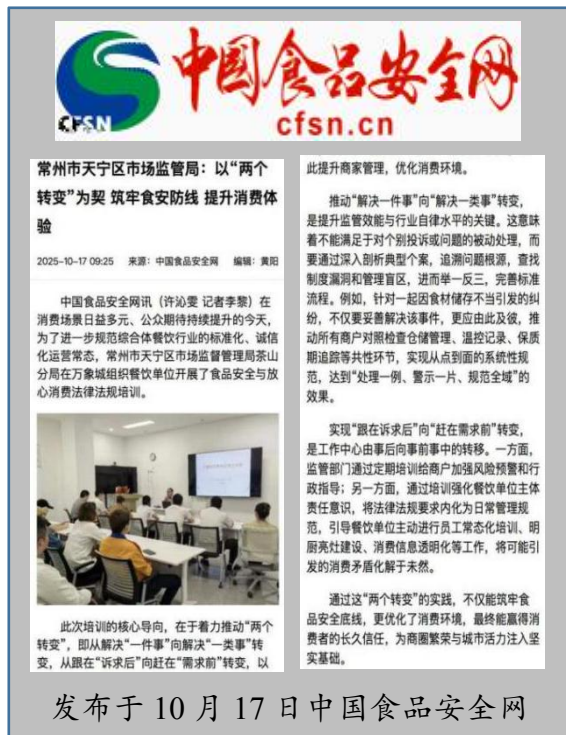 CFSN
中国食品安全网
cfsn.cn
常州市天宁区市场监管局：以“两个
转变”为契 筑牢食安防线 提升消费体
验
2025-10-17 09:25 来源：中国食品安全网 编辑：黄阳
中国食品安全网讯（许沁雯 记者李黎）在
消费场景日益多元、公众期待持续提升的今天，
为了进一步规范综合体餐饮行业的标准化、诚信
化运营常态，常州市天宁区市场监督管理局茶山
分局在万象城组织餐饮单位开展了食品安全与放
心消费法律法规培训。
此次培训的核心导向，在于着力推动“两个
转变”，即从解决“一件事”向解决“一类事”转
变，从跟在“诉求后”向赶在“需求前”转变，以
此提升商家管理，优化消费环境。
推动“解决一件事”向“解决一类事”转变，
是提升监管效能与行业自律水平的关键。这意味
着不能满足于对个别投诉或问题的被动处理，而
要通过深入剖析典型个案，追溯问题根源，查找
制度漏洞和管理盲区，进而举一反三，完善标准
流程。例如，针对一起因食材储存不当引发的纠
纷，不仅要妥善解决该事件，更应由此及彼，推
动所有商户对照检查仓储管理、温控记录、保质
期追踪等共性环节，实现从点到面的系统性规
范，达到“处理一例、警示一片、规范全域”的
效果。
实现“跟在诉求后”向“赶在需求前”转变，
是工作中心由事后向事前事中的转移。一方面，
监管部门通过定期培训给商户加强风险预警和行
政指导；另一方面，通过培训强化餐饮单位主体
责任意识，将法律法规要求内化为日常管理规
范，引导餐饮单位主动进行员工常态化培训、明
厨亮灶建设、消费信息透明化等工作，将可能引
发的消费矛盾化解于未然。
通过这“两个转变”的实践，不仅能筑牢食
品安全底线，更优化了消费环境，最终能赢得消
费者的长久信任，为商圈繁荣与城市活力注入坚
实基础。
发布于 10 月 17 日中国食品安全网